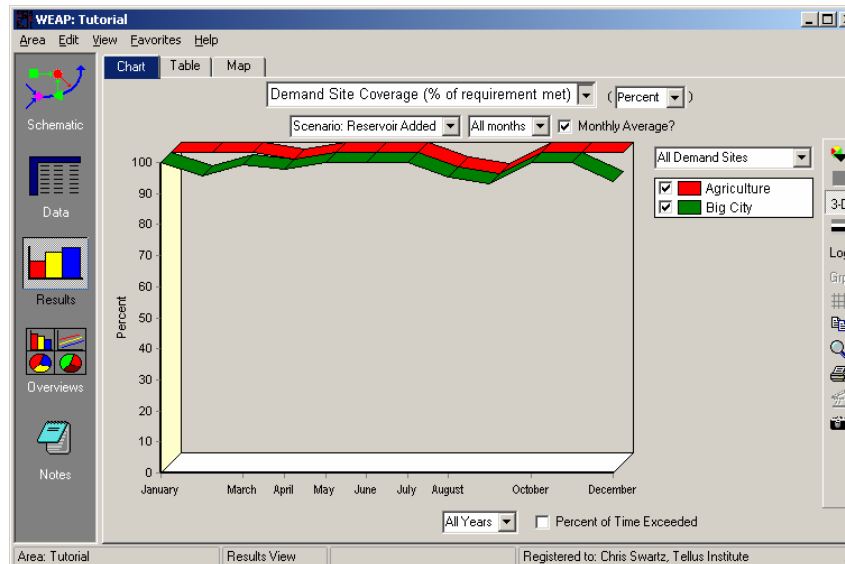 WEAP: Tutorial
Area Edit View Favorites Help
Chart Table Map
Demand Site Coverage (% of requirement met) ( Percent )
Scenario: Reservoir Added All months Monthly Average?
Schematic
Data
Results
Overviews
Notes
All Demand Sites
Agriculture
Big City
3-D
Log
Percent
100
90
80
70
60
50
40
30
20
10
0
January March April May June July August October December
All Years Percent of Time Exceeded
Area: Tutorial Results View Registered to: Chris Swartz, Tellus Institute